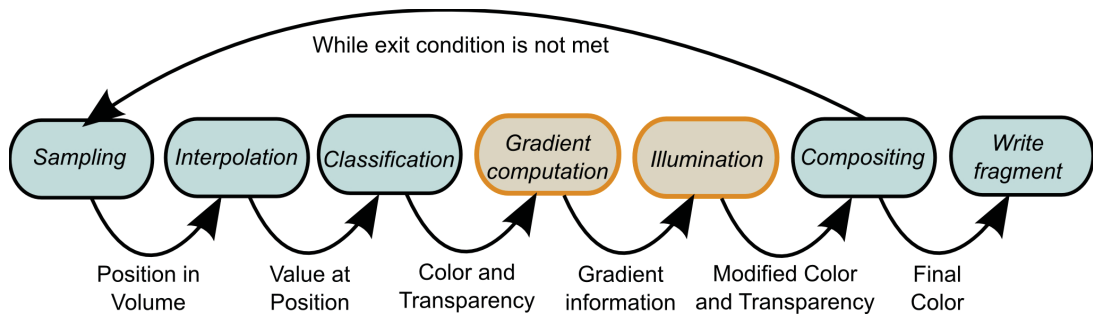 While exit condition is not met
Sampling
Interpolation
Classification
Gradient
computation
Illumination
Compositing
Write
fragment
Position in
Volume
Value at
Position
Color and
Transparency
Gradient
information
Modified Color
and Transparency
Final
Color